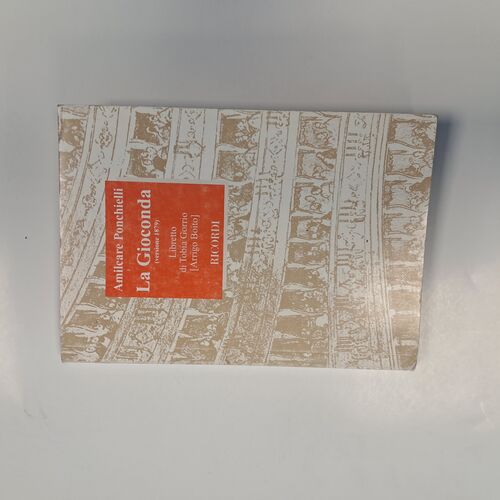 Amilcare Ponchielli
La Gioconda
(versione 1879)
Libretto
di Tobia Gorrio
[Arrigo Boito]
RICORDI